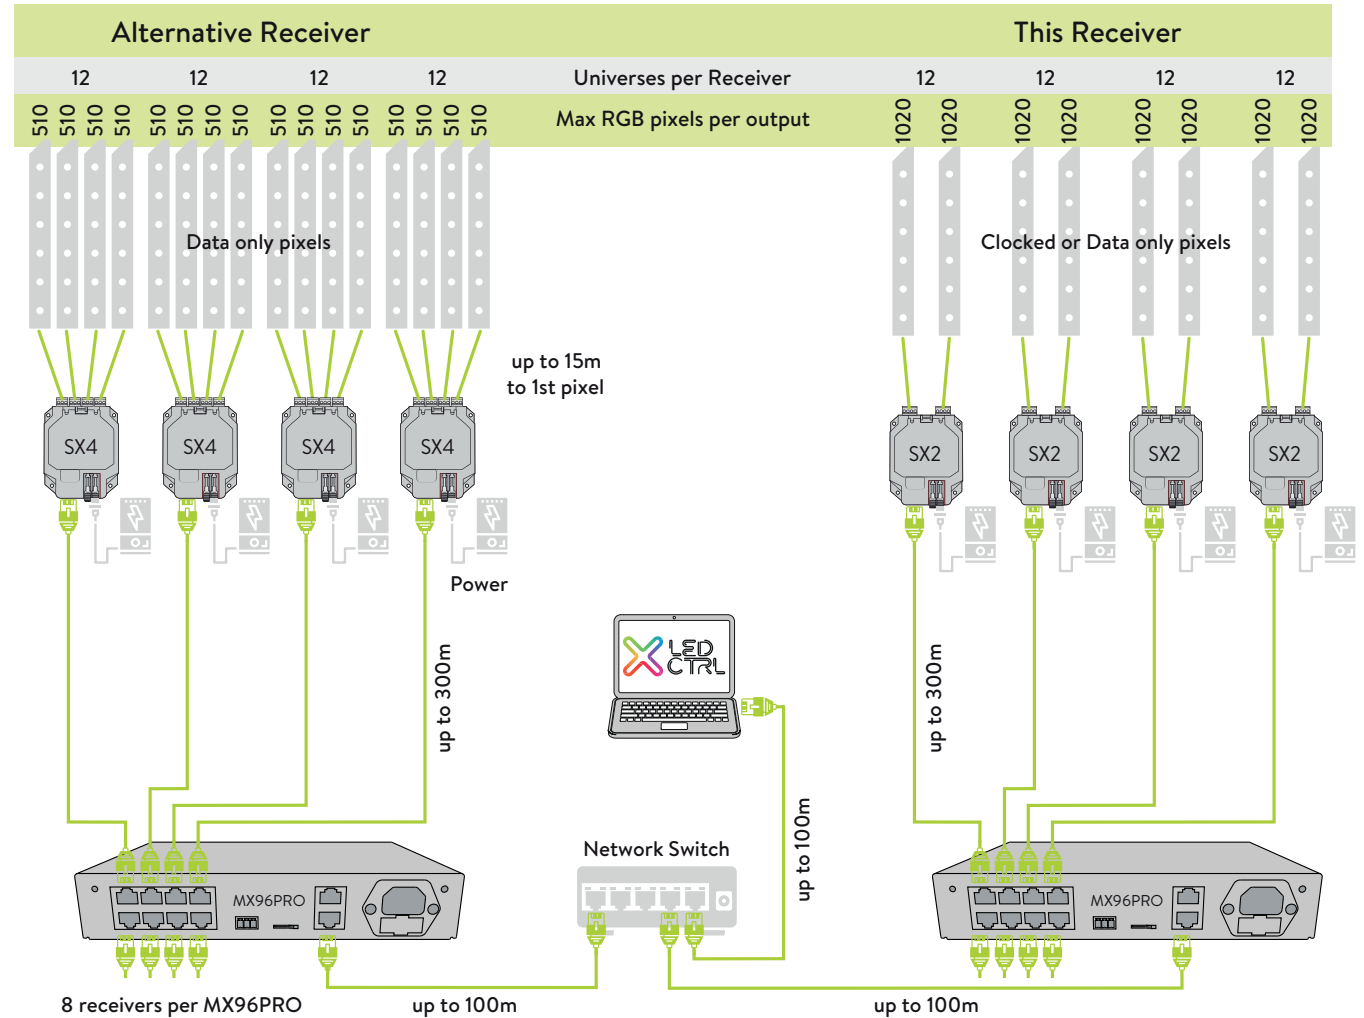 Alternative Receiver
This Receiver
12 12 12 12 Universes per Receiver 12 12 12 12
510 510 510 510 510 510 510 510 510 510 510 510 510 510 510 510 Max RGB pixels per output 1020 1020 1020 1020 1020 1020 1020 1020
Data only pixels
Clocked or Data only pixels
up to 15m
to 1st pixel
SX4 SX4 SX4 SX4
SX2 SX2 SX2 SX2
Power
LED
CTRL
up to 300m
up to 300m
up to 100m
Network Switch
MX96PRO
MX96PRO
8 receivers per MX96PRO
up to 100m
up to 100m